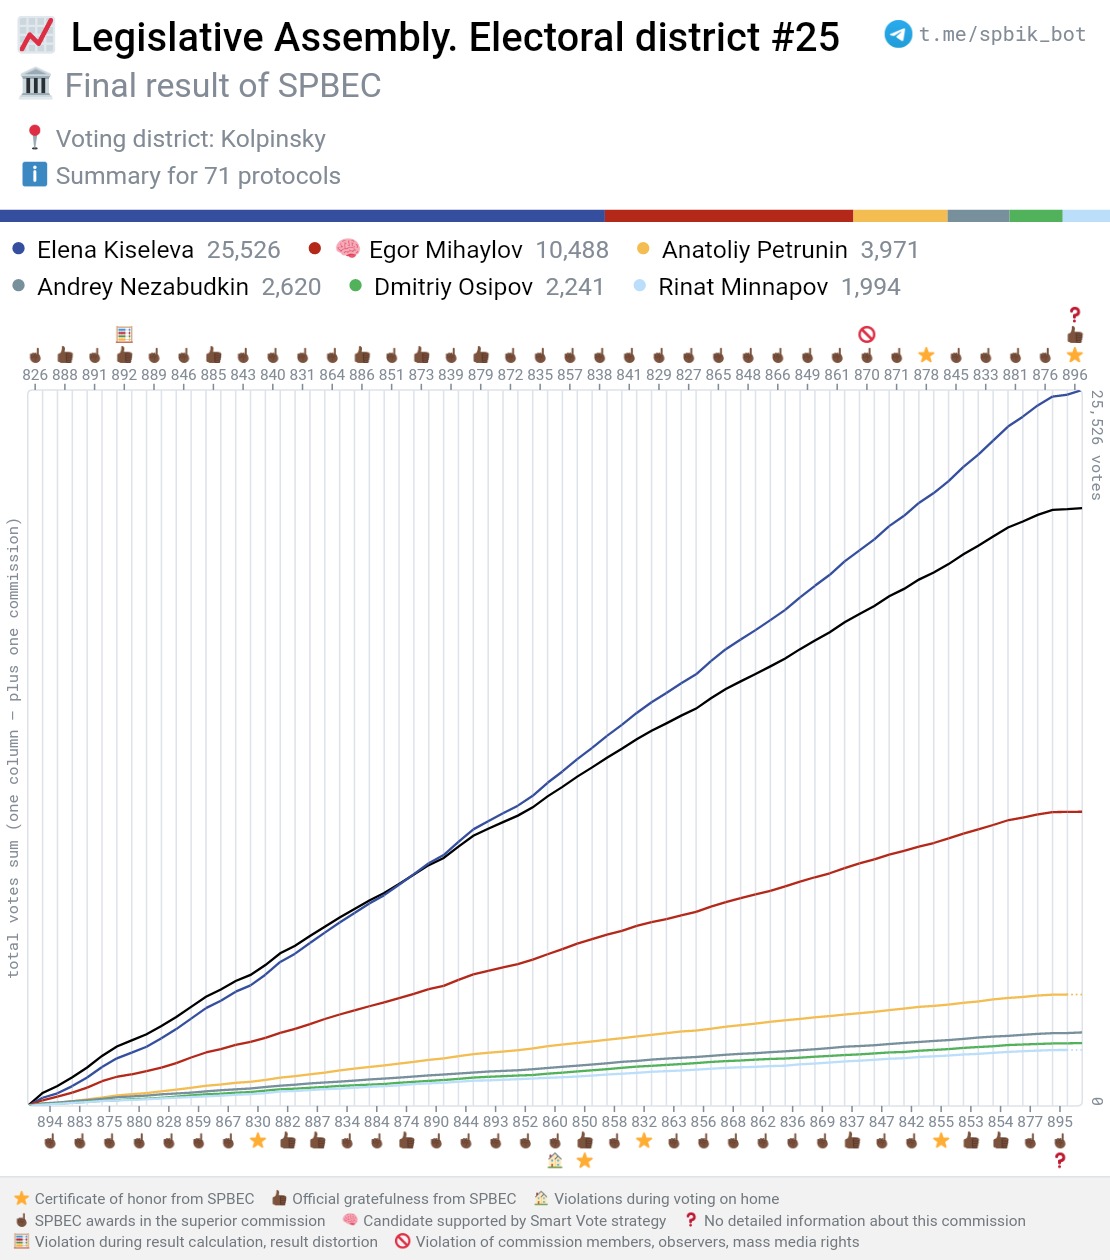 Legislative Assembly. Electoral district #25
t.me/spbik_bot
Final result of SPBEC
Voting district: Kolpinsky
Summary for 71 protocols
Elena Kiseleva 25,526 Egor Mihaylov 10,488 Anatoliy Petrunin 3,971
Andrey Nezabudkin 2,620 Dmitriy Osipov 2,241 Rinat Minnapov 1,994
826 888 891 892 889 846 885 843 840 831 864 886 851 873 839 879 872 835 857 838 841 829 827 865 848 866 849 861 870 871 878 845 833 881 876 896
25,526 votes
total votes sum (one column – plus one commission)
0
894 883 875 880 828 859 867 830 882 887 834 884 874 890 844 893 852 860 850 858 832 863 856 868 862 836 869 837 847 842 855 853 854 877 895
Certificate of honor from SPBEC Official gratefulness from SPBEC Violations during voting on home
SPBEC awards in the superior commission Candidate supported by Smart Vote strategy No detailed information about this commission
Violation during result calculation, result distortion Violation of commission members, observers, mass media rights